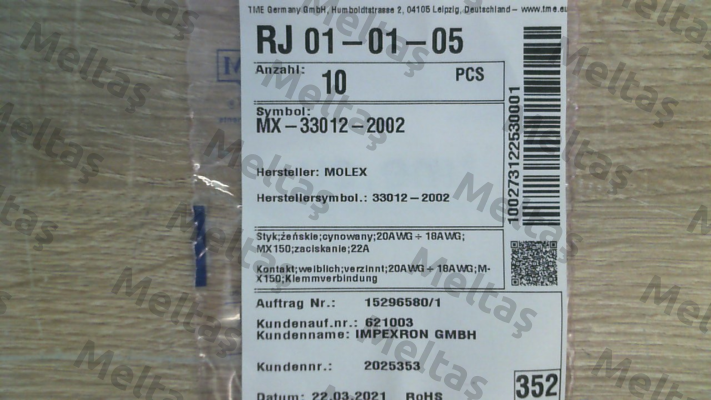 TME Germany GmbH, Humboldtstrasse 2, 04105 Leipzig, Deutschland – www.tme.eu
RJ 01-01-05
Anzahl: 10 PCS
Symbol:
MX-33012-2002
Hersteller: MOLEX
Herstellersymbol.: 33012-2002
100273122530001
Styk;żeńskie;cynowany;20AWG÷18AWG;
MX150;zaciskanie;22A
Kontakt;weiblich;verzinnt;20AWG÷18AWG;M-
X150;Klemmverbindung
Auftrag Nr.: 15296580/1
Kundenauf.nr.: 621003
Kundenname: IMPEXRON GMBH
Kundennr.: 2025353
352
Datum: 22.03.2021 RoHS
Meltaş